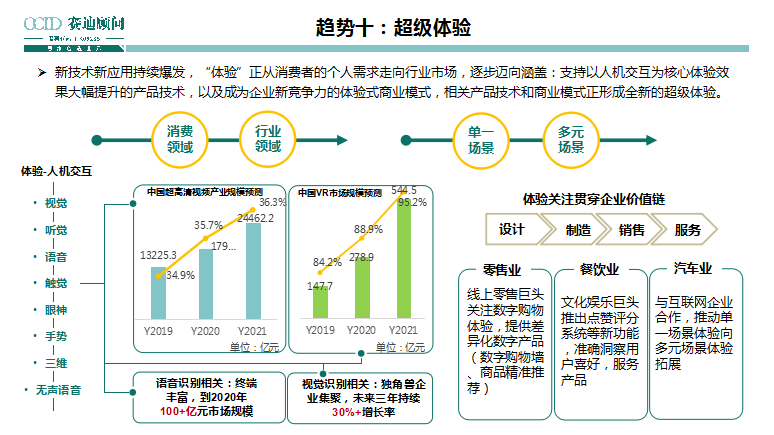 CCID 赛迪顾问
趋势十：超级体验
➢ 新技术新应用持续爆发，“体验”正从消费者的个人需求走向行业市场，逐步迈向涵盖：支持以人机交互为核心体验效
果大幅提升的产品技术，以及成为企业新竞争力的体验式商业模式，相关产品技术和商业模式正形成全新的超级体验。
消费
领域
行业
领域
单一
场景
多元
场景
体验-人机交互
• 视觉
• 听觉
• 语音
• 触觉
• 眼神
• 手势
• 三维
• 无声语音
中国超高清视频产业规模预测
36.3%
35.7%
24462.2
13225.3
179...
34.9%
Y2019 Y2020 Y2021
单位：亿元
中国VR市场规模预测
544.5
95.2%
88.9%
84.2%
278.9
147.7
Y2019 Y2020 Y2021
单位：亿元
语音识别相关：终端
丰富，到2020年
100+亿元市场规模
视觉识别相关：独角兽企
业集聚，未来三年持续
30%+增长率
体验关注贯穿企业价值链
设计 制造 销售 服务
零售业
线上零售巨头
关注数字购物
体验，提供差
异化数字产品
（数字购物墙
、商品精准推
荐）
餐饮业
文化娱乐巨头
推出点赞评分
系统等新功能
，准确洞察用
户喜好，服务
产品
汽车业
与互联网企业
合作，推动单
一场景体验向
多元场景体验
拓展